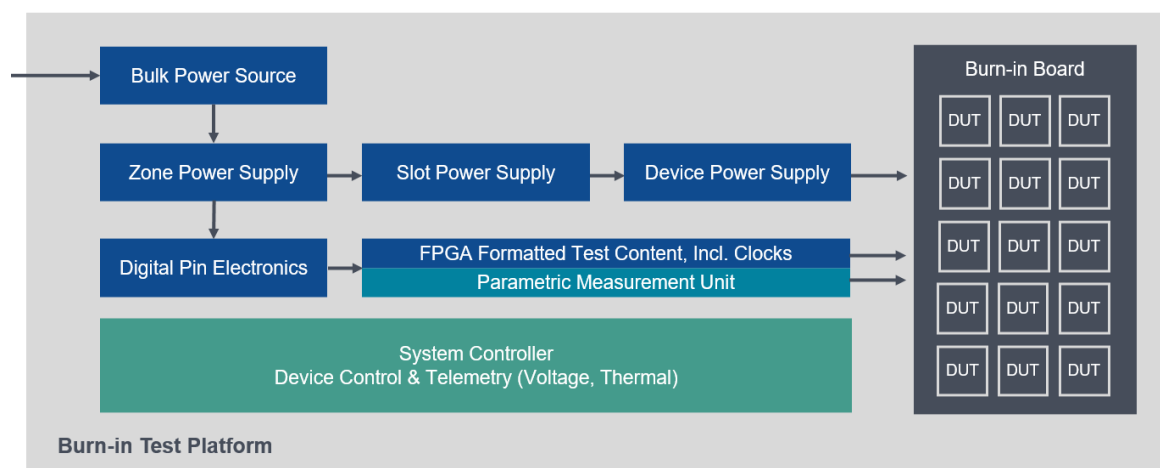 Bulk Power Source
Burn-in Board
DUT DUT DUT
Zone Power Supply
Slot Power Supply
Device Power Supply
DUT DUT DUT
Digital Pin Electronics
FPGA Formatted Test Content, Incl. Clocks
Parametric Measurement Unit
DUT DUT DUT
DUT DUT DUT
System Controller
Device Control & Telemetry (Voltage, Thermal)
DUT DUT DUT
Burn-in Test Platform